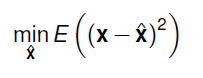 min E ((x – x̂)²)
x̂